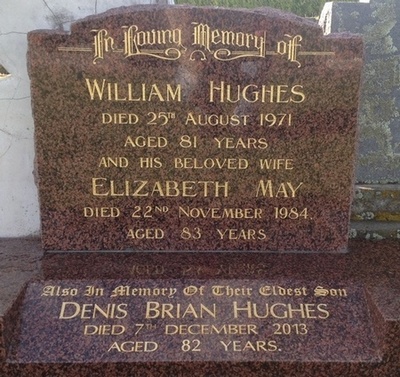 In Loving Memory of
WILLIAM HUGHES
DIED 25TH AUGUST 1971
AGED 81 YEARS
AND HIS BELOVED WIFE
ELIZABETH MAY
DIED 22ND NOVEMBER 1984.
AGED 83 YEARS
Also In Memory Of Their Eldest Son
DENIS BRIAN HUGHES
DIED 7TH DECEMBER 2013
AGED 82 YEARS.